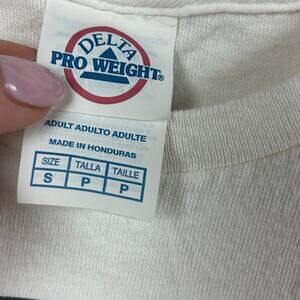 DELTA
PRO WEIGHT®
ADULT ADULTO ADULTE
MADE IN HONDURAS
SIZE TALLA TAILLE
S P P